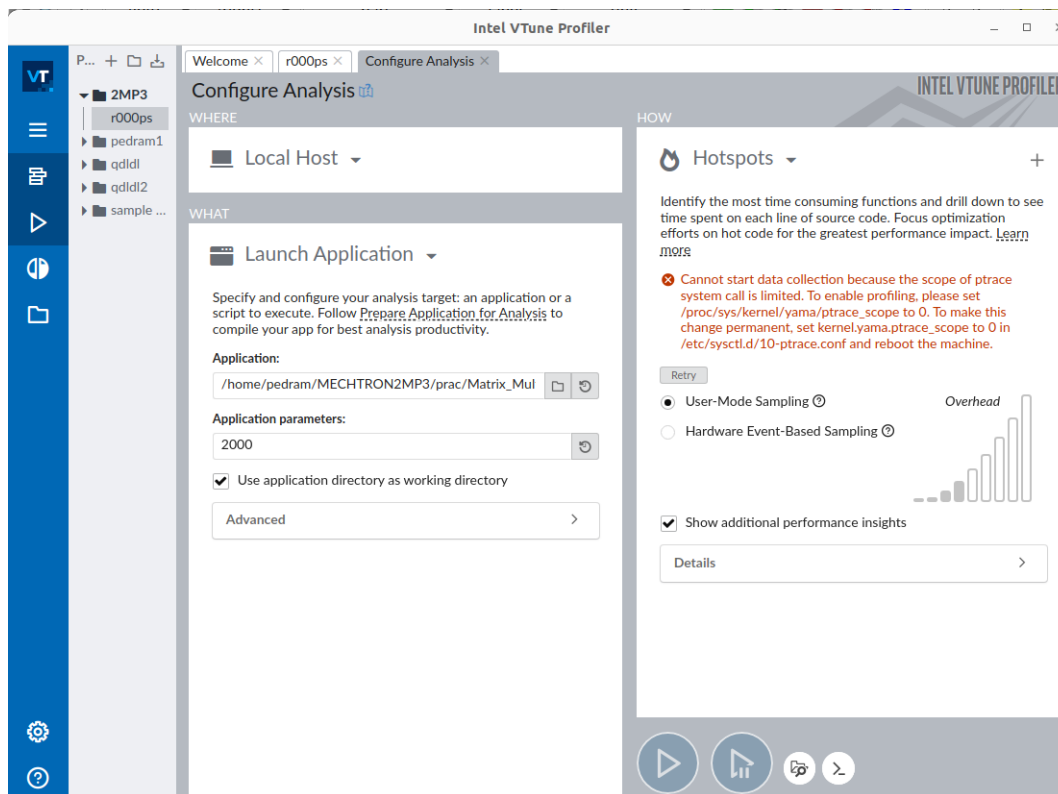 Intel VTune Profiler
VT
P...
2MP3
r000ps
pedram1
qdldl
qdldl2
sample ...
Welcome
r000ps
Configure Analysis
Configure Analysis
INTEL VTUNE PROFILER
WHERE
Local Host
WHAT
Launch Application
Specify and configure your analysis target: an application or a
script to execute. Follow Prepare Application for Analysis to
compile your app for best analysis productivity.
Application:
/home/pedram/MECHTRON2MP3/prac/Matrix_Mul
Application parameters:
2000
Use application directory as working directory
Advanced
HOW
Hotspots
Identify the most time consuming functions and drill down to see
time spent on each line of source code. Focus optimization
efforts on hot code for the greatest performance impact. Learn
more
Cannot start data collection because the scope of ptrace
system call is limited. To enable profiling, please set
/proc/sys/kernel/yama/ptrace_scope to 0. To make this
change permanent, set kernel.yama.ptrace_scope to 0 in
/etc/sysctl.d/10-ptrace.conf and reboot the machine.
Retry
User-Mode Sampling
Overhead
Hardware Event-Based Sampling
Show additional performance insights
Details